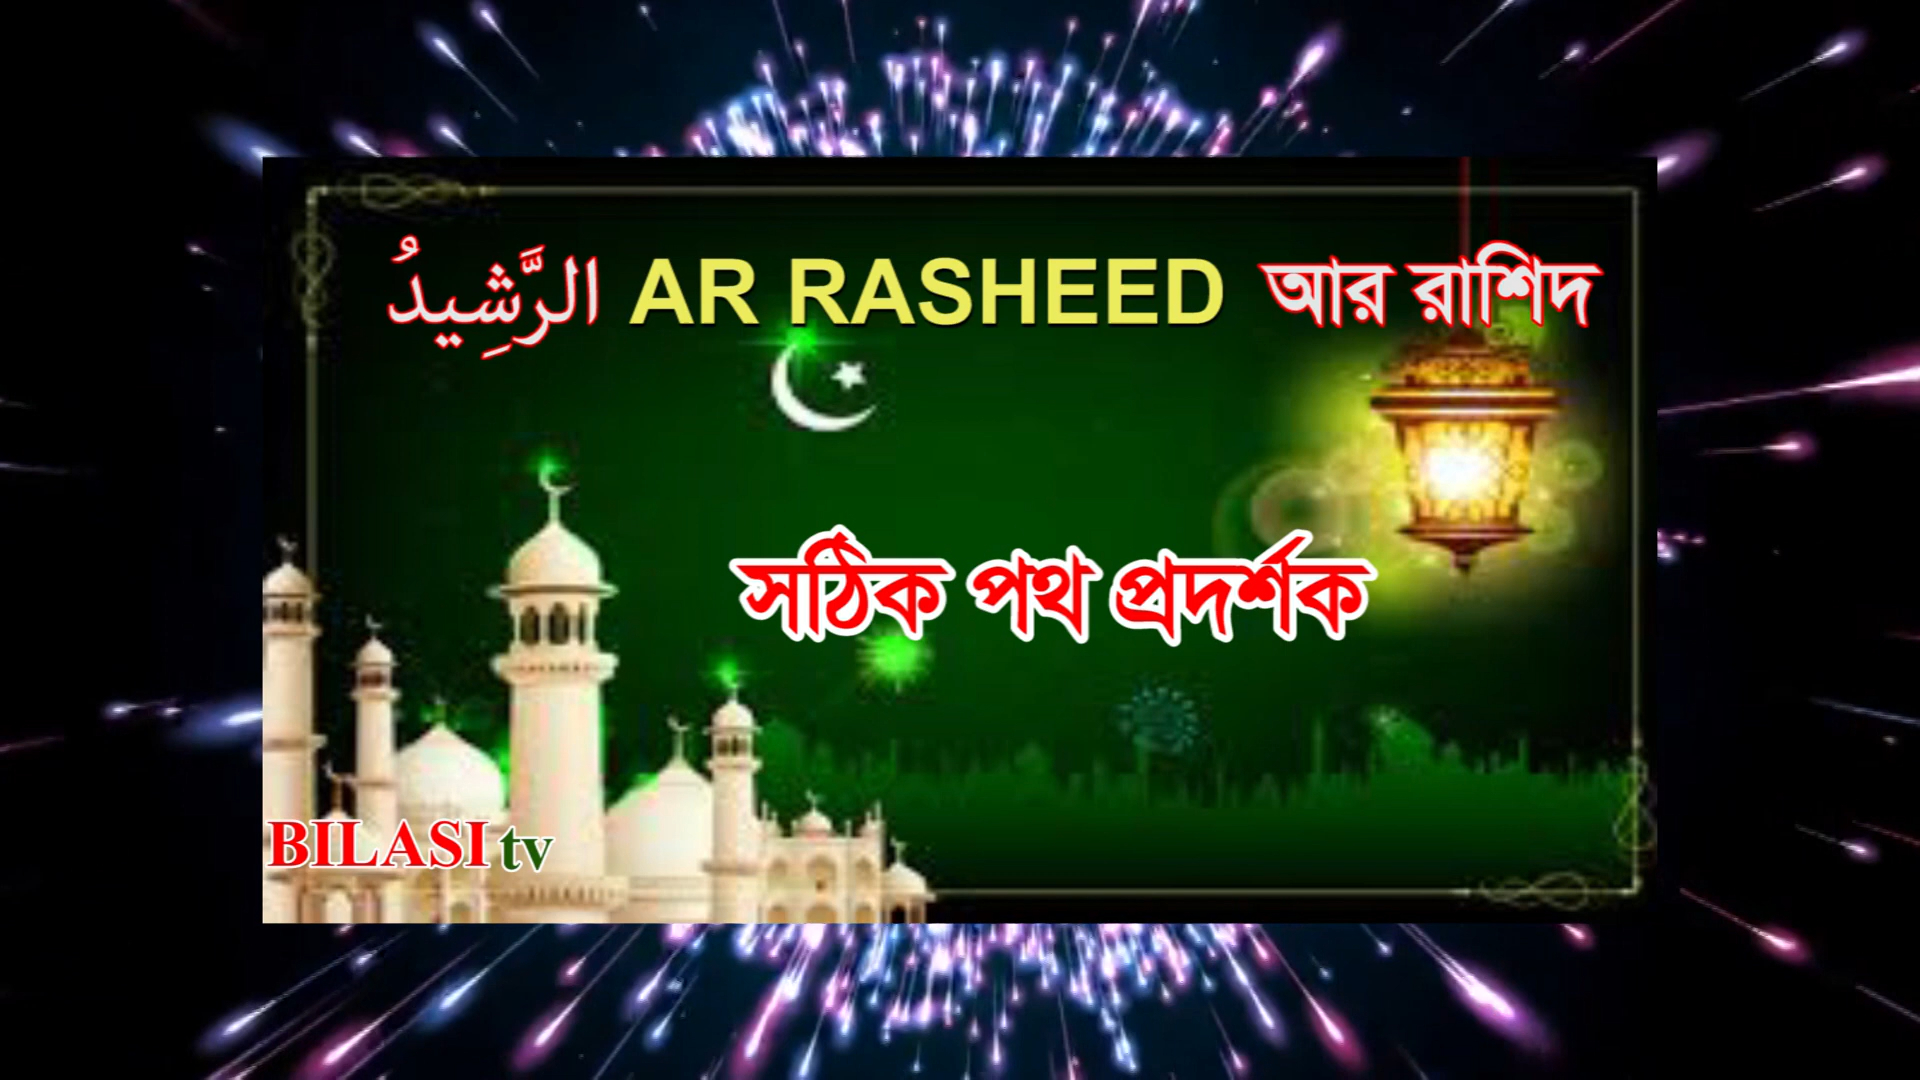 الرَّشِيدُ AR RASHEED আর রাশিদ
সঠিক পথ প্রদর্শক
BILASI tv